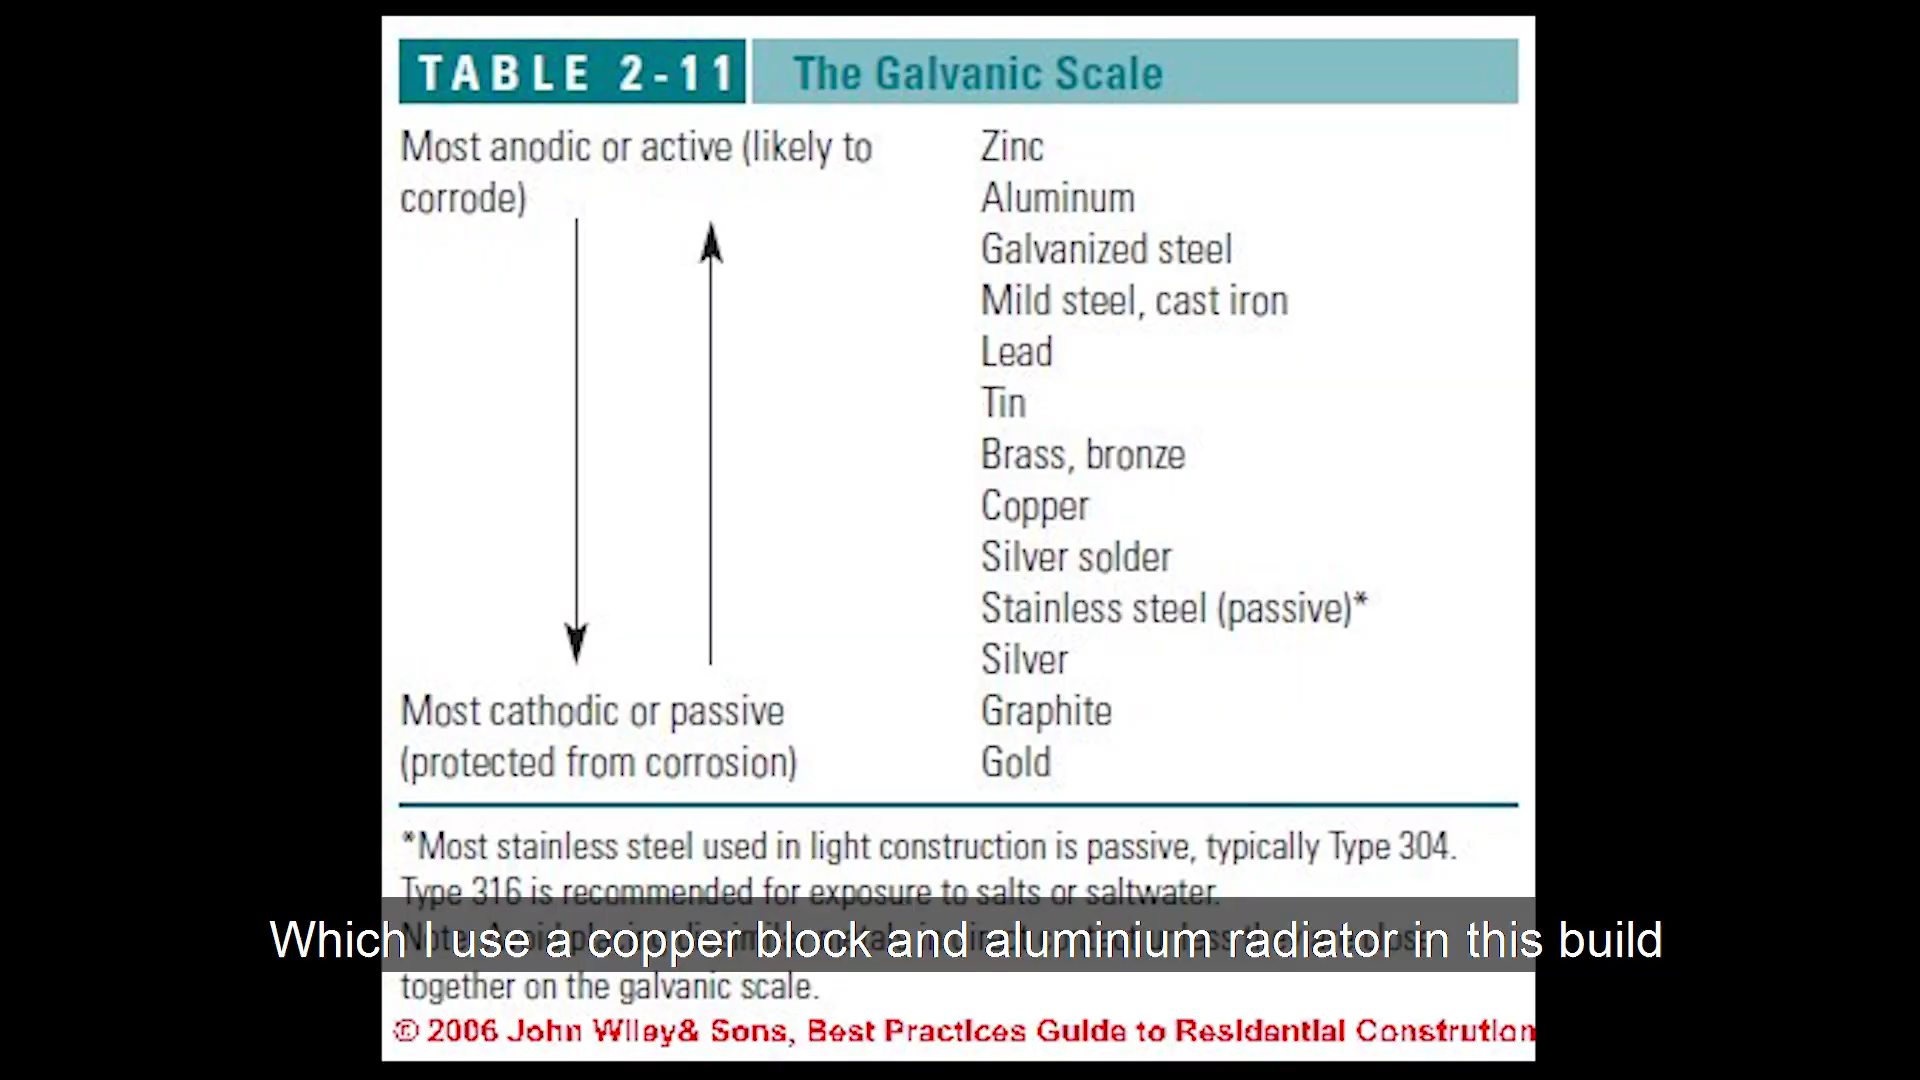 TABLE 2-11 The Galvanic Scale
Most anodic or active (likely to
corrode)
Most cathodic or passive
(protected from corrosion)
Zinc
Aluminum
Galvanized steel
Mild steel, cast iron
Lead
Tin
Brass, bronze
Copper
Silver solder
Stainless steel (passive)*
Silver
Graphite
Gold
*Most stainless steel used in light construction is passive, typically Type 304.
Type 316 is recommended for exposure to salts or saltwater.
Which I use a copper block and aluminium radiator in this build
together on the galvanic scale.
© 2006 John Wiley& Sons, Best Practices Guide to Residential Constrution